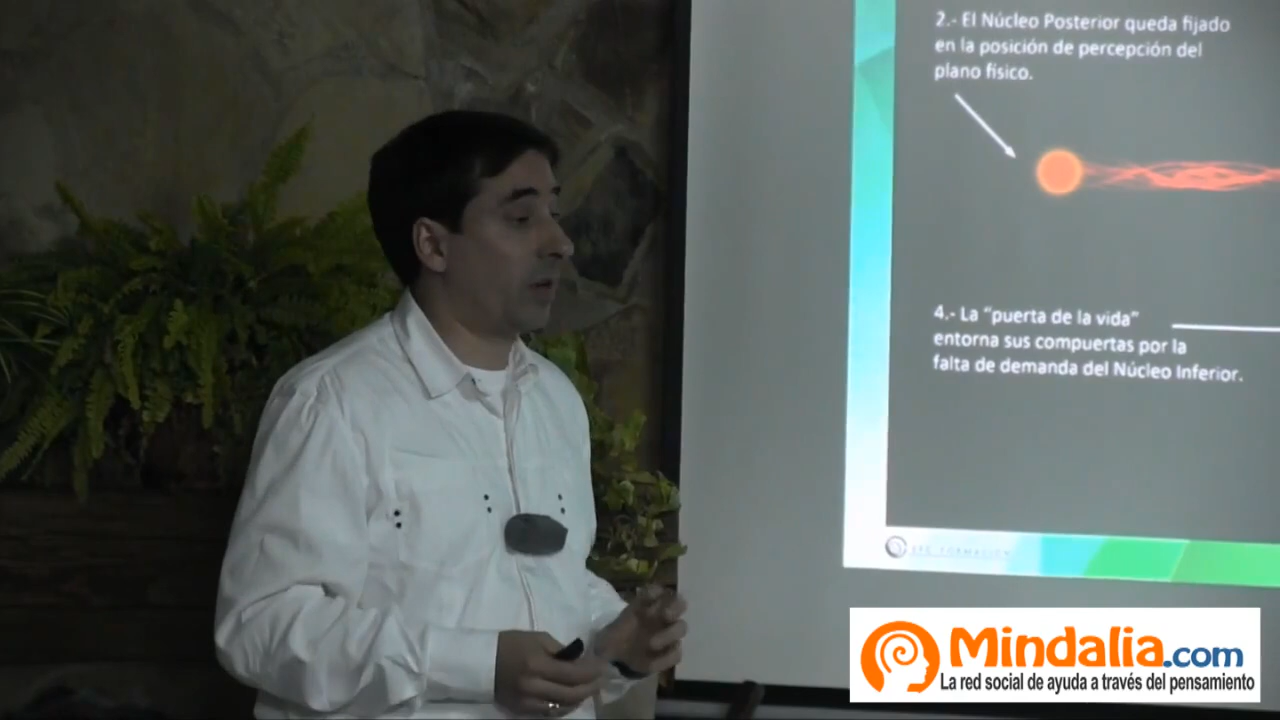 2.- El Núcleo Posterior queda fijado
en la posición de percepción del
plano físico.
4.- La “puerta de la vida”
entorna sus compuertas por la
falta de demanda del Núcleo Inferior.
FORMACION
Mindalia.com
La red social de ayuda a través del pensamiento